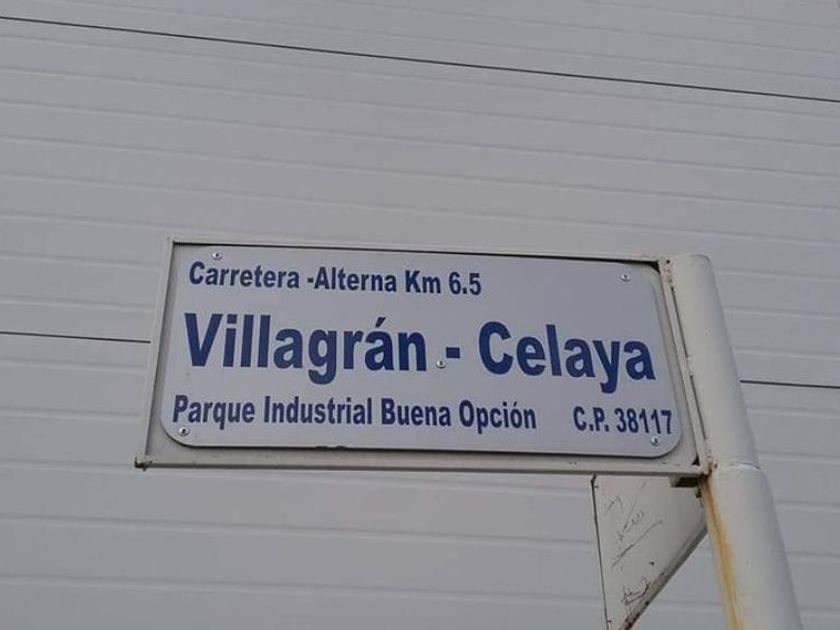 Carretera -Alterna Km 6.5
Villagrán - Celaya
Parque Industrial Buena Opción C.P. 38117